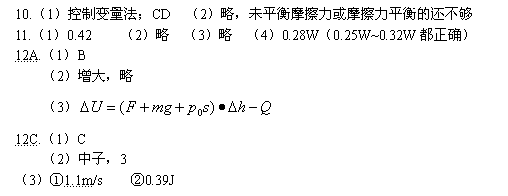 10.（1）控制变量法；CD （2）略，未平衡摩擦力或摩擦力平衡的还不够
11.（1）0.42 （2）略 （3）略 （4）0.28W（0.25W~0.32W 都正确）
12A.（1）B
（2）增大，略
（3）ΔU=(F+mg+p₀s)●Δh−Q
12C.（1）C
（2）中子，3
（3）①1.1m/s ②0.39J